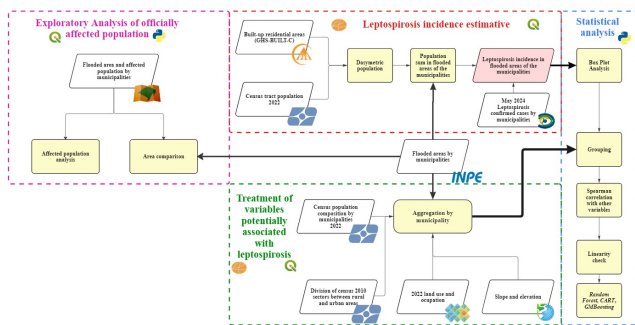 Exploratory Analysis of officially
affected population
Flooded area and affected
population by
municipalities
Affected population
analysis
Area comparison
Leptospirosis incidence estimative
Built-up residential areas
(GHS-BUILT-C)
Census tract population
2022
Dasymetric
population
Population
sum in flooded
areas of the
municipalities
Leptospirosis incidence in
flooded areas of the
municipalities
May 2024
Leptospirosis
confirmed cases by
municipalities
Flooded areas by
municipalities
INPE
Treatment of
variables
potentially
associated
with
leptospirosis
Census population
composition by
municipalities
2022
Aggregation by
municipality
Division of census 2010
sectors between rural
and urban areas
2022 land use and
ocupation
Slope and elevation
Statistical
analysis
Box Plot
Analysis
Grouping
Spearman
correlation
with other
variables
Linearity
check
Random
Forest, CART,
GMBoosting